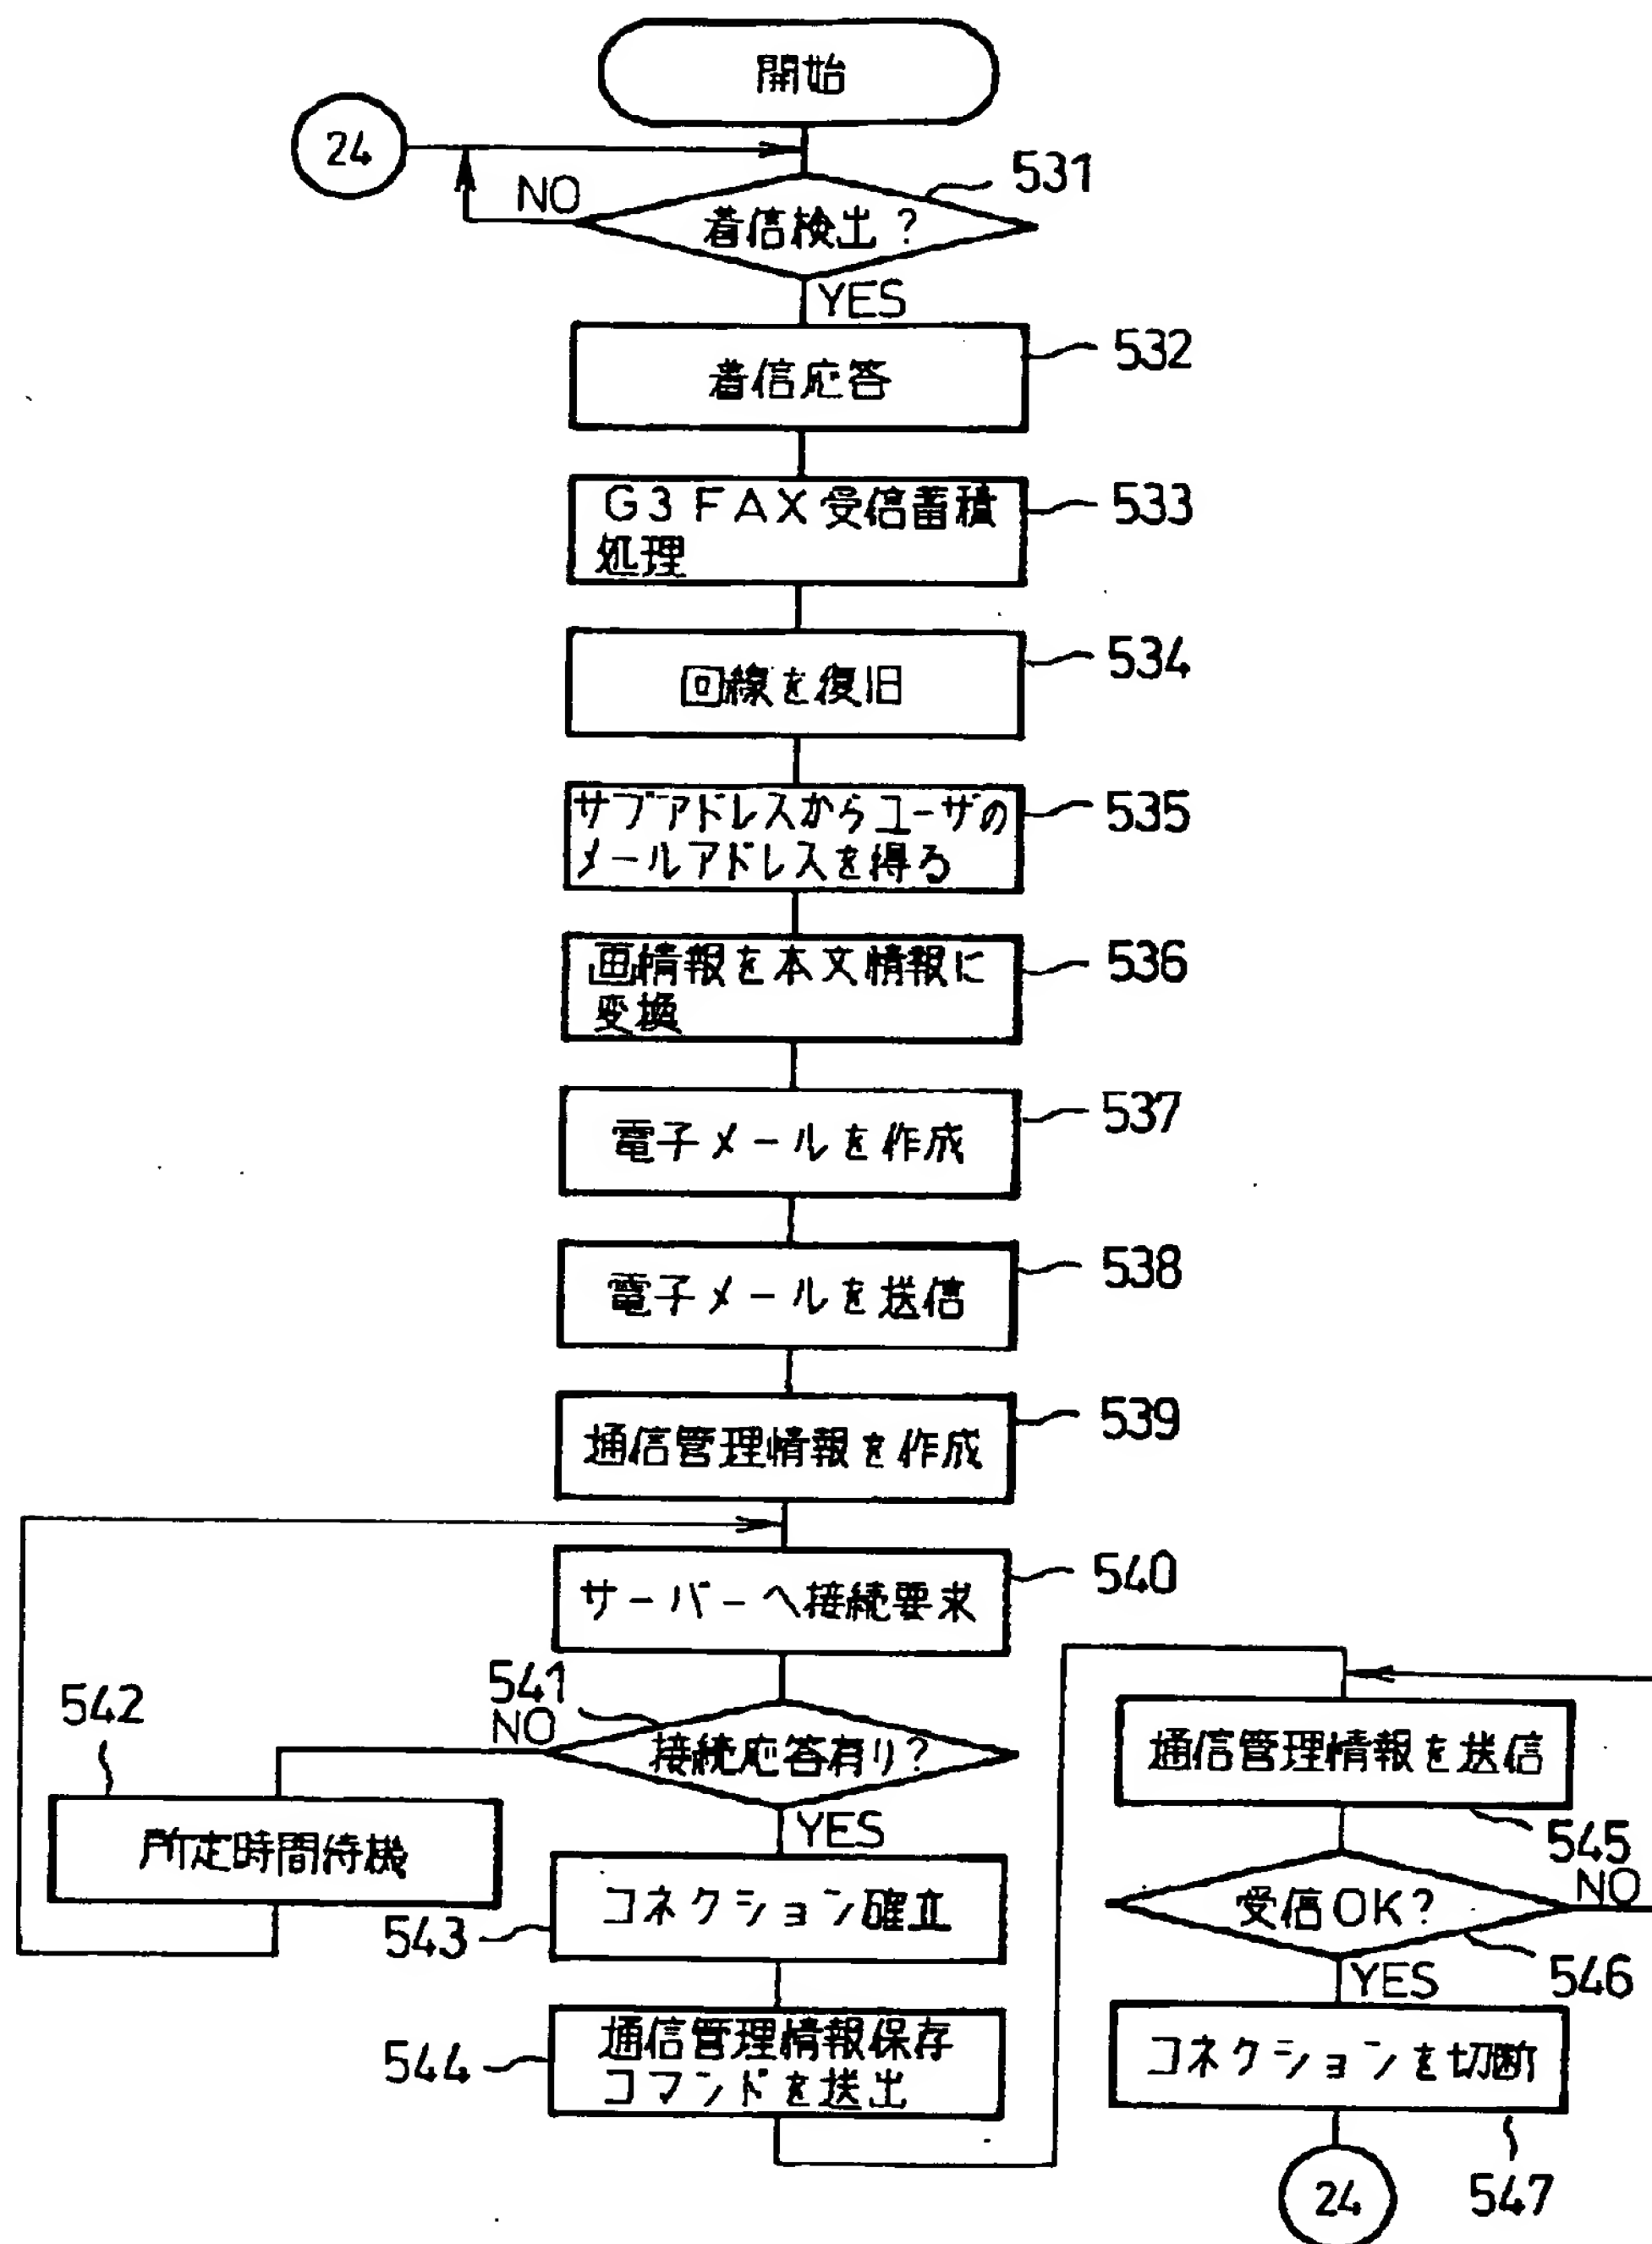 開始
24
NO
531
着信検出?
YES
532
着信応答
533
G3 FAX受信蓄積
処理
534
回線を復旧
535
サブアドレスからユーザの
メールアドレスを得る
536
画情報を本文情報に
変換
537
電子メールを作成
538
電子メールを送信
539
通信管理情報を作成
540
サーバーへ接続要求
541
NO
接続応答有り?
542
所定時間待機
YES
543
コネクション確立
544
通信管理情報保存
コマンドを送出
通信管理情報を送信
545
NO
受信OK?
546
YES
コネクションを切断
547
24